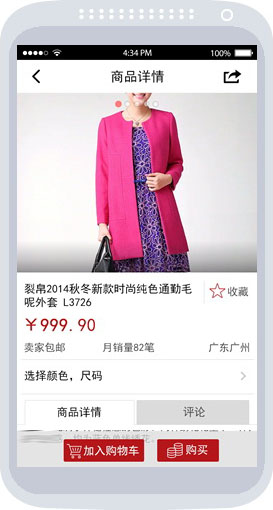 4:34 PM
100%
商品详情
裂帛2014秋冬新款时尚纯色通勤毛
呢外套 L3726
收藏
￥999.90
卖家包邮 月销量82笔 广东广州
选择颜色，尺码
商品详情 评论
加入购物车 购买